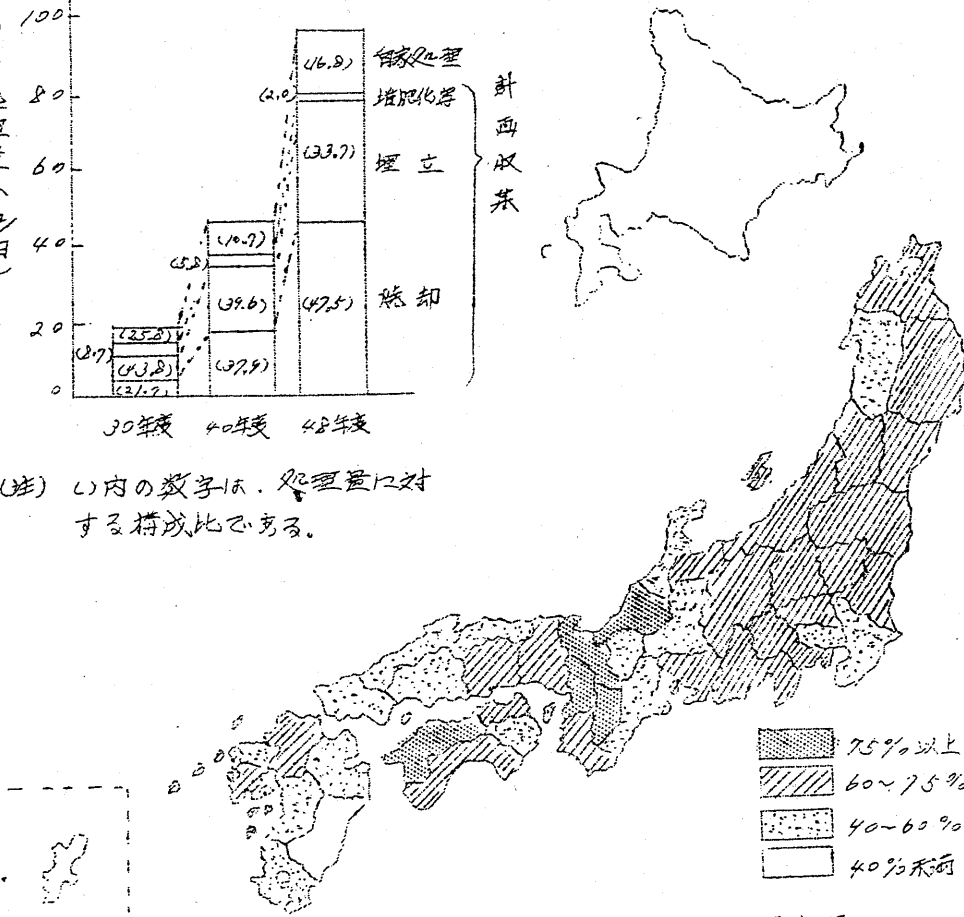 100
80
60
40
20
0
(16.8) 自家処理
(2.0) 堆肥化等
(33.7) 埋立
(47.5) 焼却
計画収集
(10.7)
(5.8)
(39.6)
(37.9)
(25.8)
(8.7)
(43.8)
(21.7)
30年度 40年度 48年度
(注) ( )内の数字は、処理量に対
する構成比である。
75%以上
60~75%
40~60%
40%未満